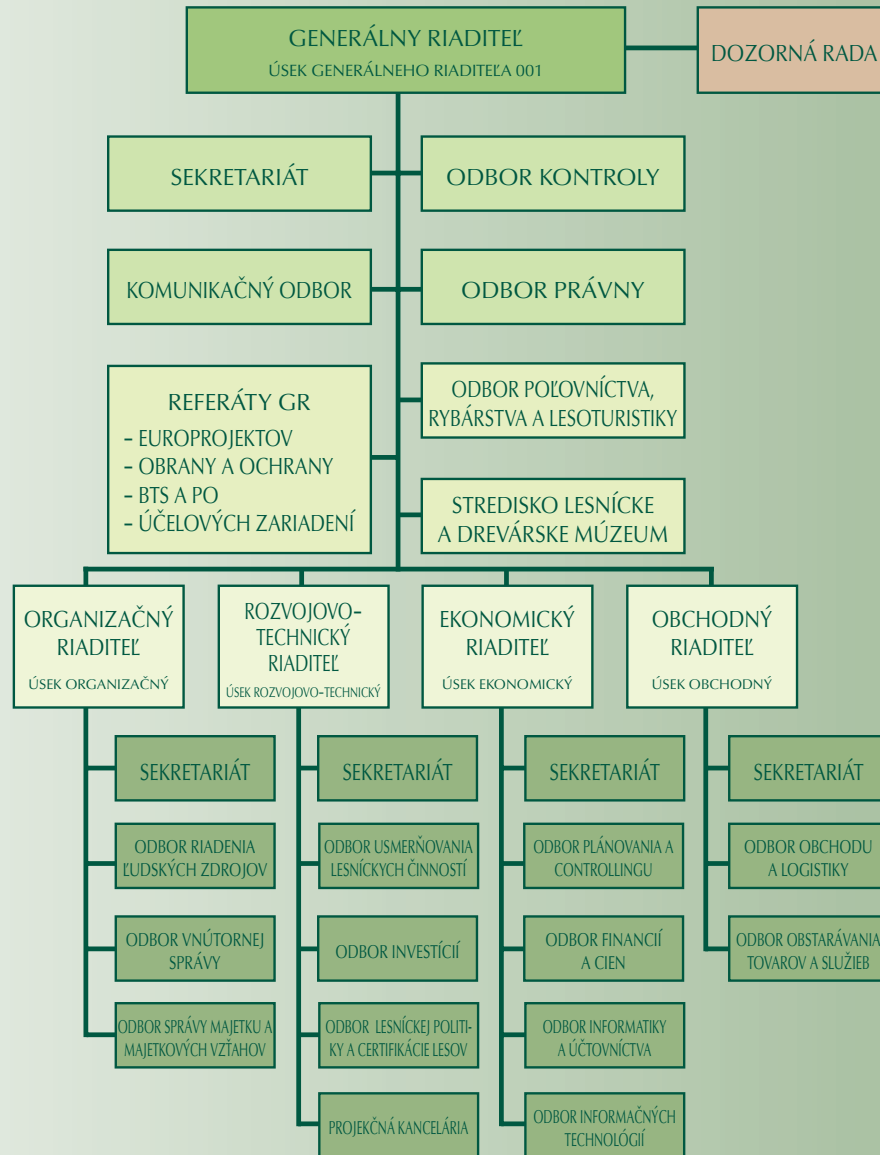 GENERÁLNY RIADITEĽ
ÚSEK GENERÁLNEHO RIADITEĽA 001
DOZORNÁ RADA
SEKRETARIÁT
ODBOR KONTROLY
KOMUNIKAČNÝ ODBOR
ODBOR PRÁVNY
REFERÁTY GR
- EUROPROJEKTOV
- OBRANY A OCHRANY
- BTS A PO
- ÚČELOVÝCH ZARIADENÍ
ODBOR POĽOVNÍCTVA,
RYBÁRSTVA A LESOTURISTIKY
STREDISKO LESNÍCKE
A DREVÁRSKE MÚZEUM
ORGANIZAČNÝ
RIADITEĽ
ÚSEK ORGANIZAČNÝ
ROZVOJOVO-
TECHNICKÝ
RIADITEĽ
ÚSEK ROZVOJOVO-TECHNICKÝ
EKONOMICKÝ
RIADITEĽ
ÚSEK EKONOMICKÝ
OBCHODNÝ
RIADITEĽ
ÚSEK OBCHODNÝ
SEKRETARIÁT
ODBOR RIADENIA
ĽUDSKÝCH ZDROJOV
ODBOR VNÚTORNEJ
SPRÁVY
ODBOR SPRÁVY MAJETKU A
MAJETKOVÝCH VZŤAHOV
SEKRETARIÁT
ODBOR USMERŇOVANIA
LESNÍCKYCH ČINNOSTÍ
ODBOR INVESTÍCIÍ
ODBOR LESNÍCKEJ POLITI-
KY A CERTIFIKÁCIE LESOV
PROJEKČNÁ KANCELÁRIA
SEKRETARIÁT
ODBOR PLÁNOVANIA A
CONTROLLINGU
ODBOR FINANCIÍ
A CIEN
ODBOR INFORMATIKY
A ÚČTOVNÍCTVA
ODBOR INFORMAČNÝCH
TECHNOLÓGIÍ
SEKRETARIÁT
ODBOR OBCHODU
A LOGISTIKY
ODBOR OBSTARÁVANIA
TOVAROV A SLUŽIEB